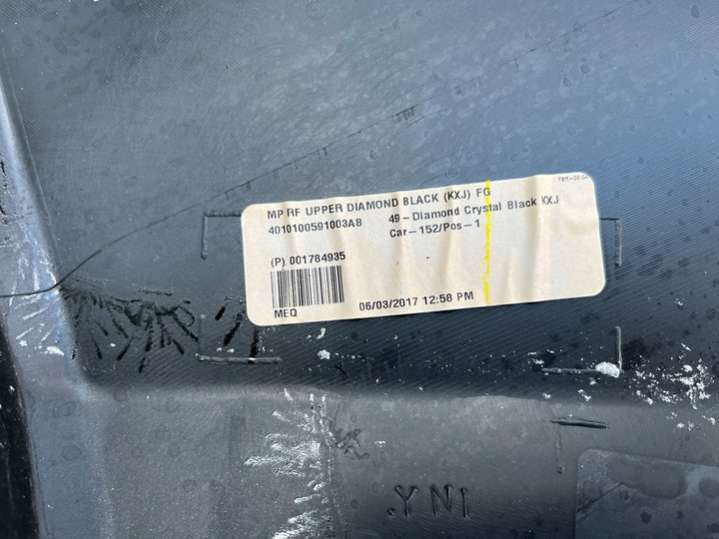 MP RF UPPER DIAMOND BLACK (KXJ) FG
4010100591003A8 49-Diamond Crystal Black KXJ
Car-152/Pos-1
(P) 001784935
MEQ 06/03/2017 12:58 PM
INY.